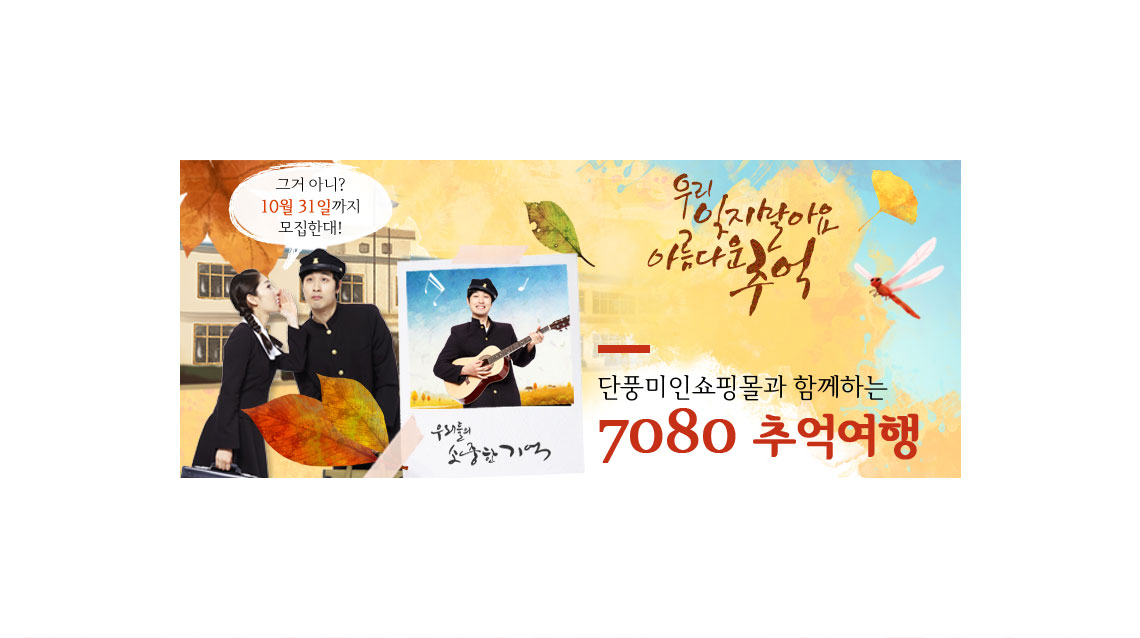 그거 아니?
10월 31일까지
모집한대!
우리
잊지말아요
아름다운
추억
우리들의
소중한 기억
단풍미인쇼핑몰과 함께하는
7080 추억여행